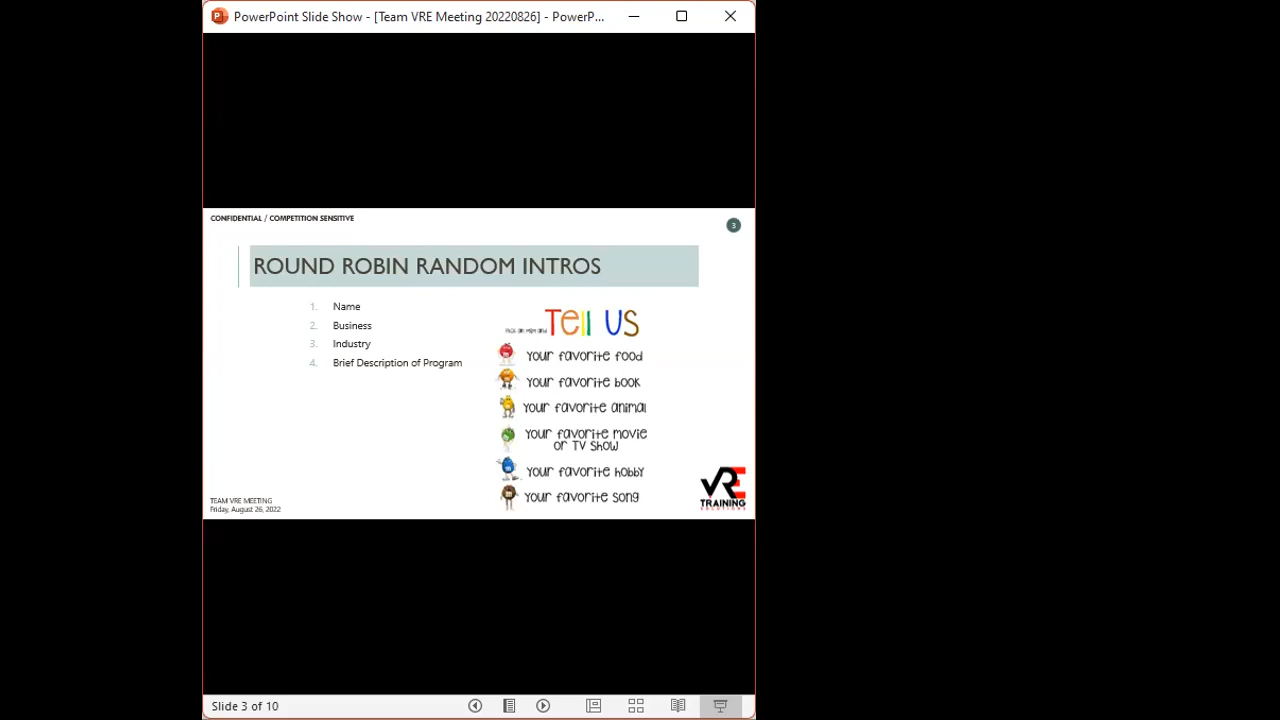 PowerPoint Slide Show - [Team VRE Meeting 20220826] - PowerP...
CONFIDENTIAL / COMPETITION SENSITIVE
3
ROUND ROBIN RANDOM INTROS
1. Name
2. Business
3. Industry
4. Brief Description of Program
Tell US
Your favorite food
Your favorite book
Your favorite animal
Your favorite movie
or TV Show
Your favorite hobby
Your favorite song
VRE
TRAINING
SOLUTIONS
TEAM VRE MEETING
Friday, August 26, 2022
Slide 3 of 10